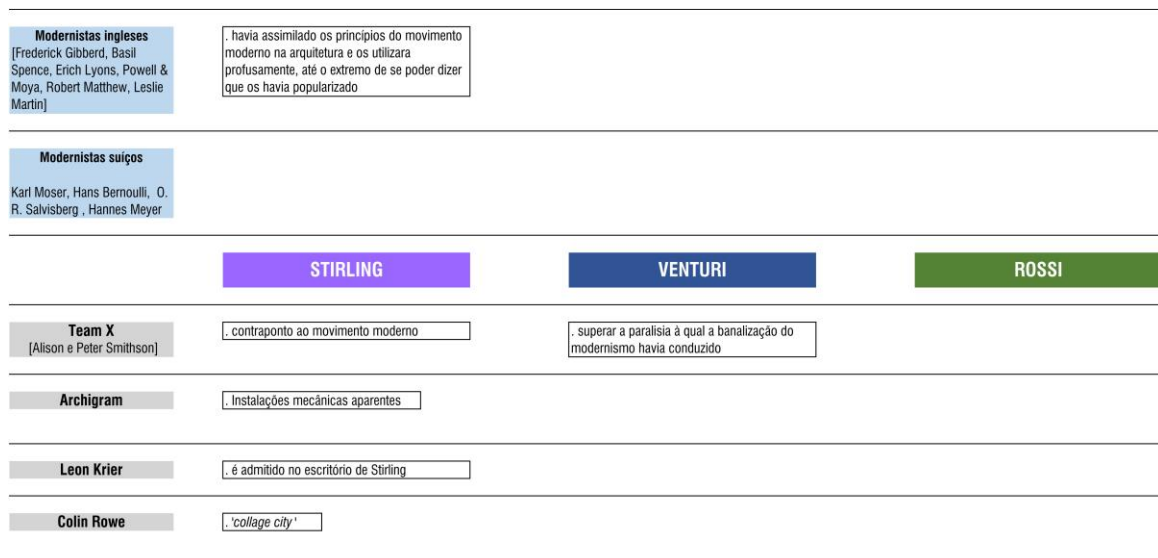 Modernistas ingleses
[Frederick Gibberd, Basil
Spence, Erich Lyons, Powell &
Moya, Robert Matthew, Leslie
Martin]
. havia assimilado os princípios do movimento
moderno na arquitetura e os utilizara
profusamente, até o extremo de se poder dizer
que os havia popularizado
Modernistas suíços
Karl Moser, Hans Bernoulli, O.
R. Salvisberg , Hannes Meyer
STIRLING
VENTURI
ROSSI
Team X
[Alison e Peter Smithson]
. contraponto ao movimento moderno
. superar a paralisia à qual a banalização do
modernismo havia conduzido
Archigram
. Instalações mecânicas aparentes
Leon Krier
. é admitido no escritório de Stirling
Colin Rowe
. 'collage city'